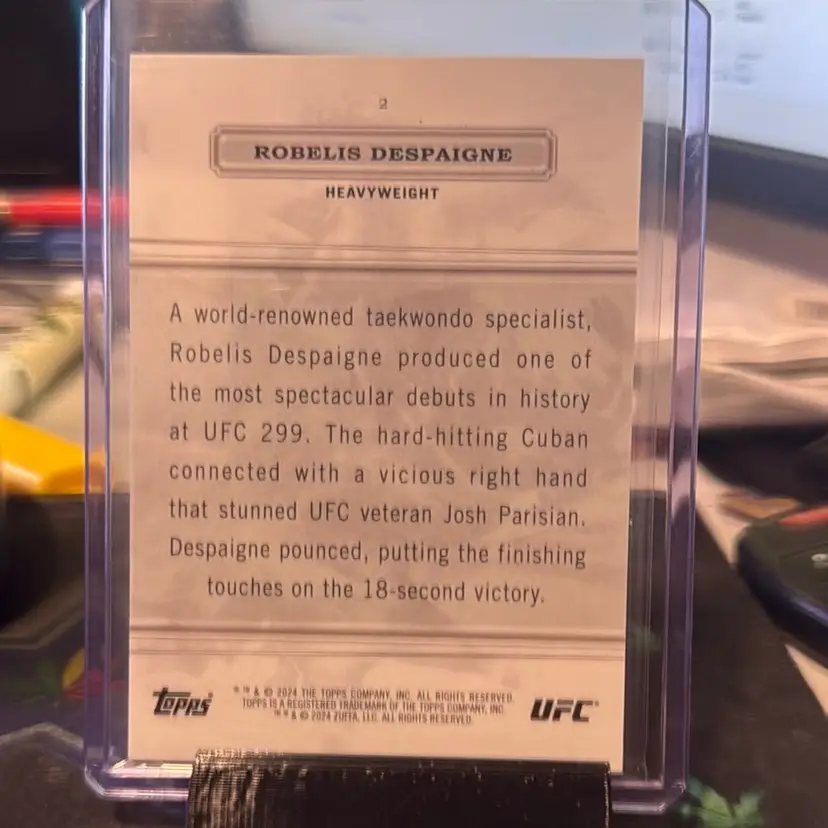 2
ROBELIS DESPAIGNE
HEAVYWEIGHT
A world-renowned taekwondo specialist,
Robelis Despaigne produced one of
the most spectacular debuts in history
at UFC 299. The hard-hitting Cuban
connected with a vicious right hand
that stunned UFC veteran Josh Parisian.
Despaigne pounced, putting the finishing
touches on the 18-second victory.
topps
® ™ & © 2024 THE TOPPS COMPANY, INC. ALL RIGHTS RESERVED.
TOPPS IS A REGISTERED TRADEMARK OF THE TOPPS COMPANY, INC.
™ & © 2024 ZUFFA, LLC. ALL RIGHTS RESERVED.
UFC